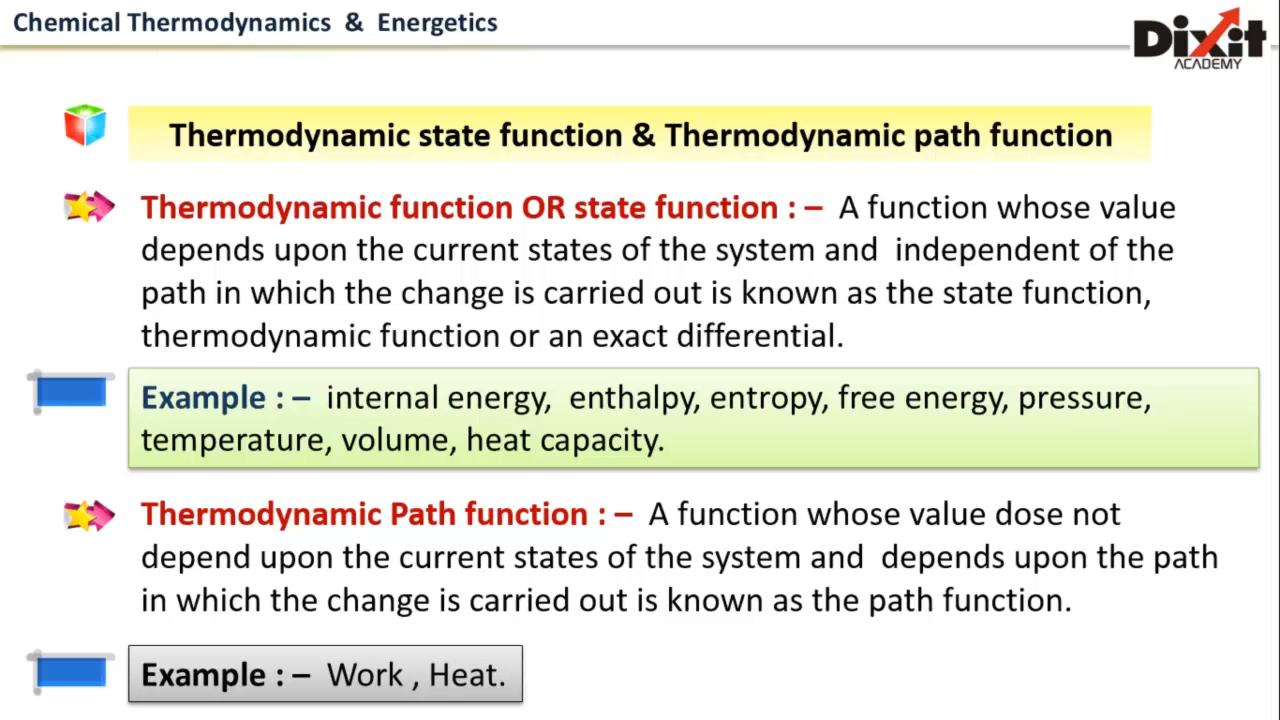 Chemical Thermodynamics & Energetics
Dixit
ACADEMY
Thermodynamic state function & Thermodynamic path function
Thermodynamic function OR state function : – A function whose value
depends upon the current states of the system and independent of the
path in which the change is carried out is known as the state function,
thermodynamic function or an exact differential.
Example : – internal energy, enthalpy, entropy, free energy, pressure,
temperature, volume, heat capacity.
Thermodynamic Path function : – A function whose value dose not
depend upon the current states of the system and depends upon the path
in which the change is carried out is known as the path function.
Example : – Work , Heat.